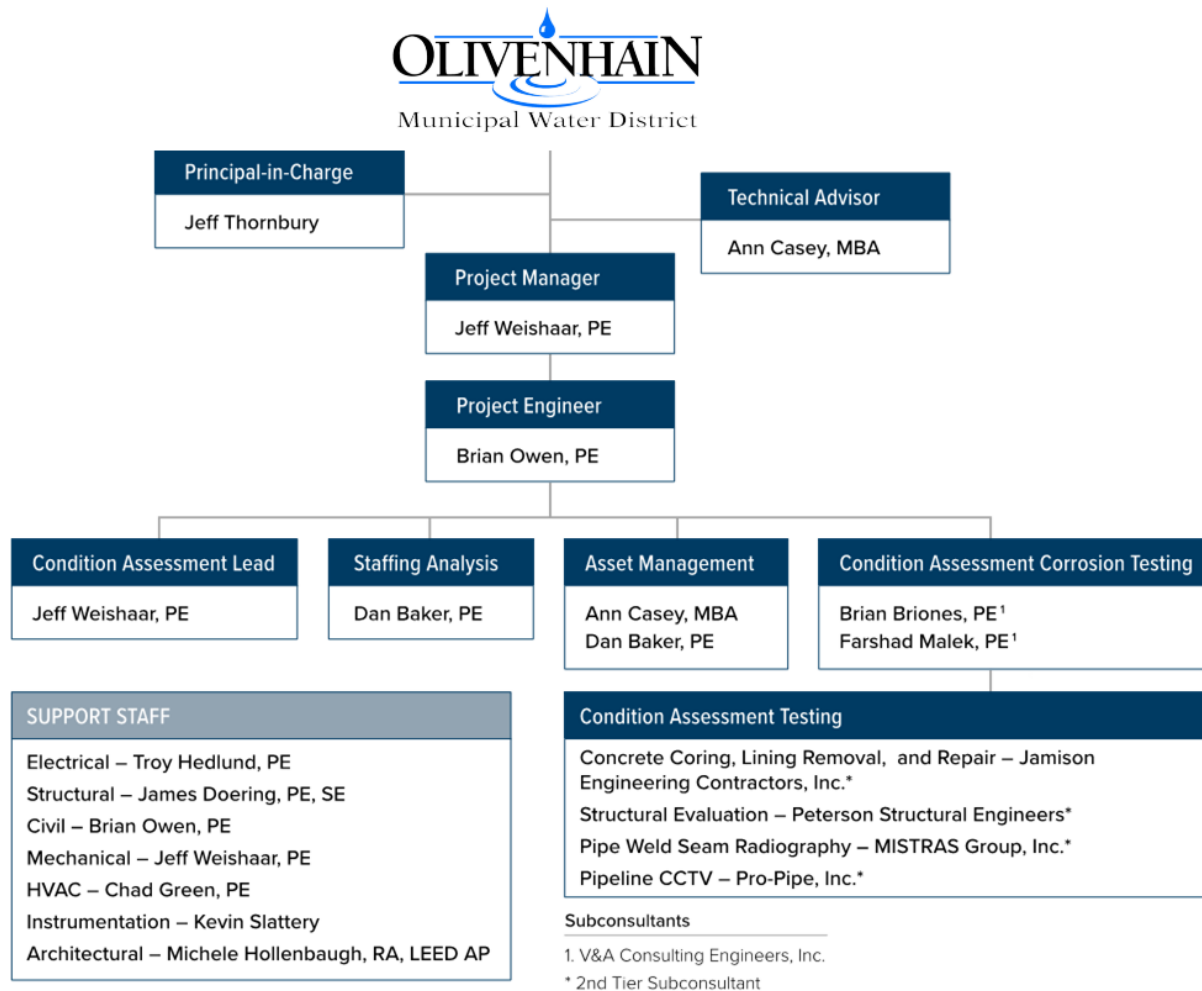 OLIVENHAIN
Municipal Water District
Principal-in-Charge
Jeff Thornbury
Technical Advisor
Ann Casey, MBA
Project Manager
Jeff Weishaar, PE
Project Engineer
Brian Owen, PE
Condition Assessment Lead
Jeff Weishaar, PE
Staffing Analysis
Dan Baker, PE
Asset Management
Ann Casey, MBA
Dan Baker, PE
Condition Assessment Corrosion Testing
Brian Briones, PE¹
Farshad Malek, PE¹
SUPPORT STAFF
Electrical – Troy Hedlund, PE
Structural – James Doering, PE, SE
Civil – Brian Owen, PE
Mechanical – Jeff Weishaar, PE
HVAC – Chad Green, PE
Instrumentation – Kevin Slattery
Architectural – Michele Hollenbaugh, RA, LEED AP
Condition Assessment Testing
Concrete Coring, Lining Removal, and Repair – Jamison
Engineering Contractors, Inc.*
Structural Evaluation – Peterson Structural Engineers*
Pipe Weld Seam Radiography – MISTRAS Group, Inc.*
Pipeline CCTV – Pro-Pipe, Inc.*
Subconsultants
1. V&A Consulting Engineers, Inc.
* 2nd Tier Subconsultant